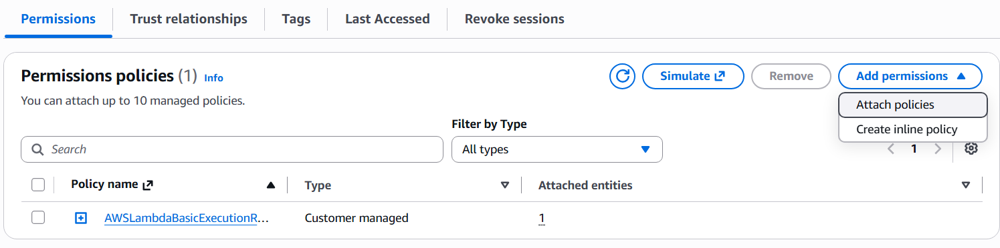 Permissions Trust relationships Tags Last Accessed Revoke sessions
Permissions policies (1) Info Simulate Remove Add permissions
You can attach up to 10 managed policies.
Attach policies
Create inline policy
Filter by Type
Search All types 1
Policy name Type Attached entities
AWSLambdaBasicExecutionR… Customer managed 1